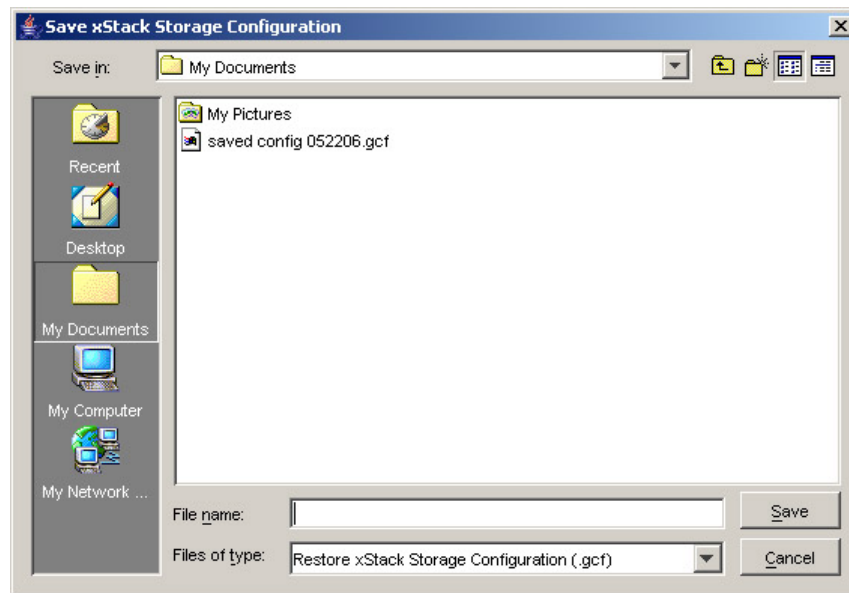 Save xStack Storage Configuration
Save in:
My Documents
My Pictures
saved config 052206.gcf
Recent
Desktop
My Documents
My Computer
My Network ...
File name:
Save
Files of type:
Restore xStack Storage Configuration (.gcf)
Cancel